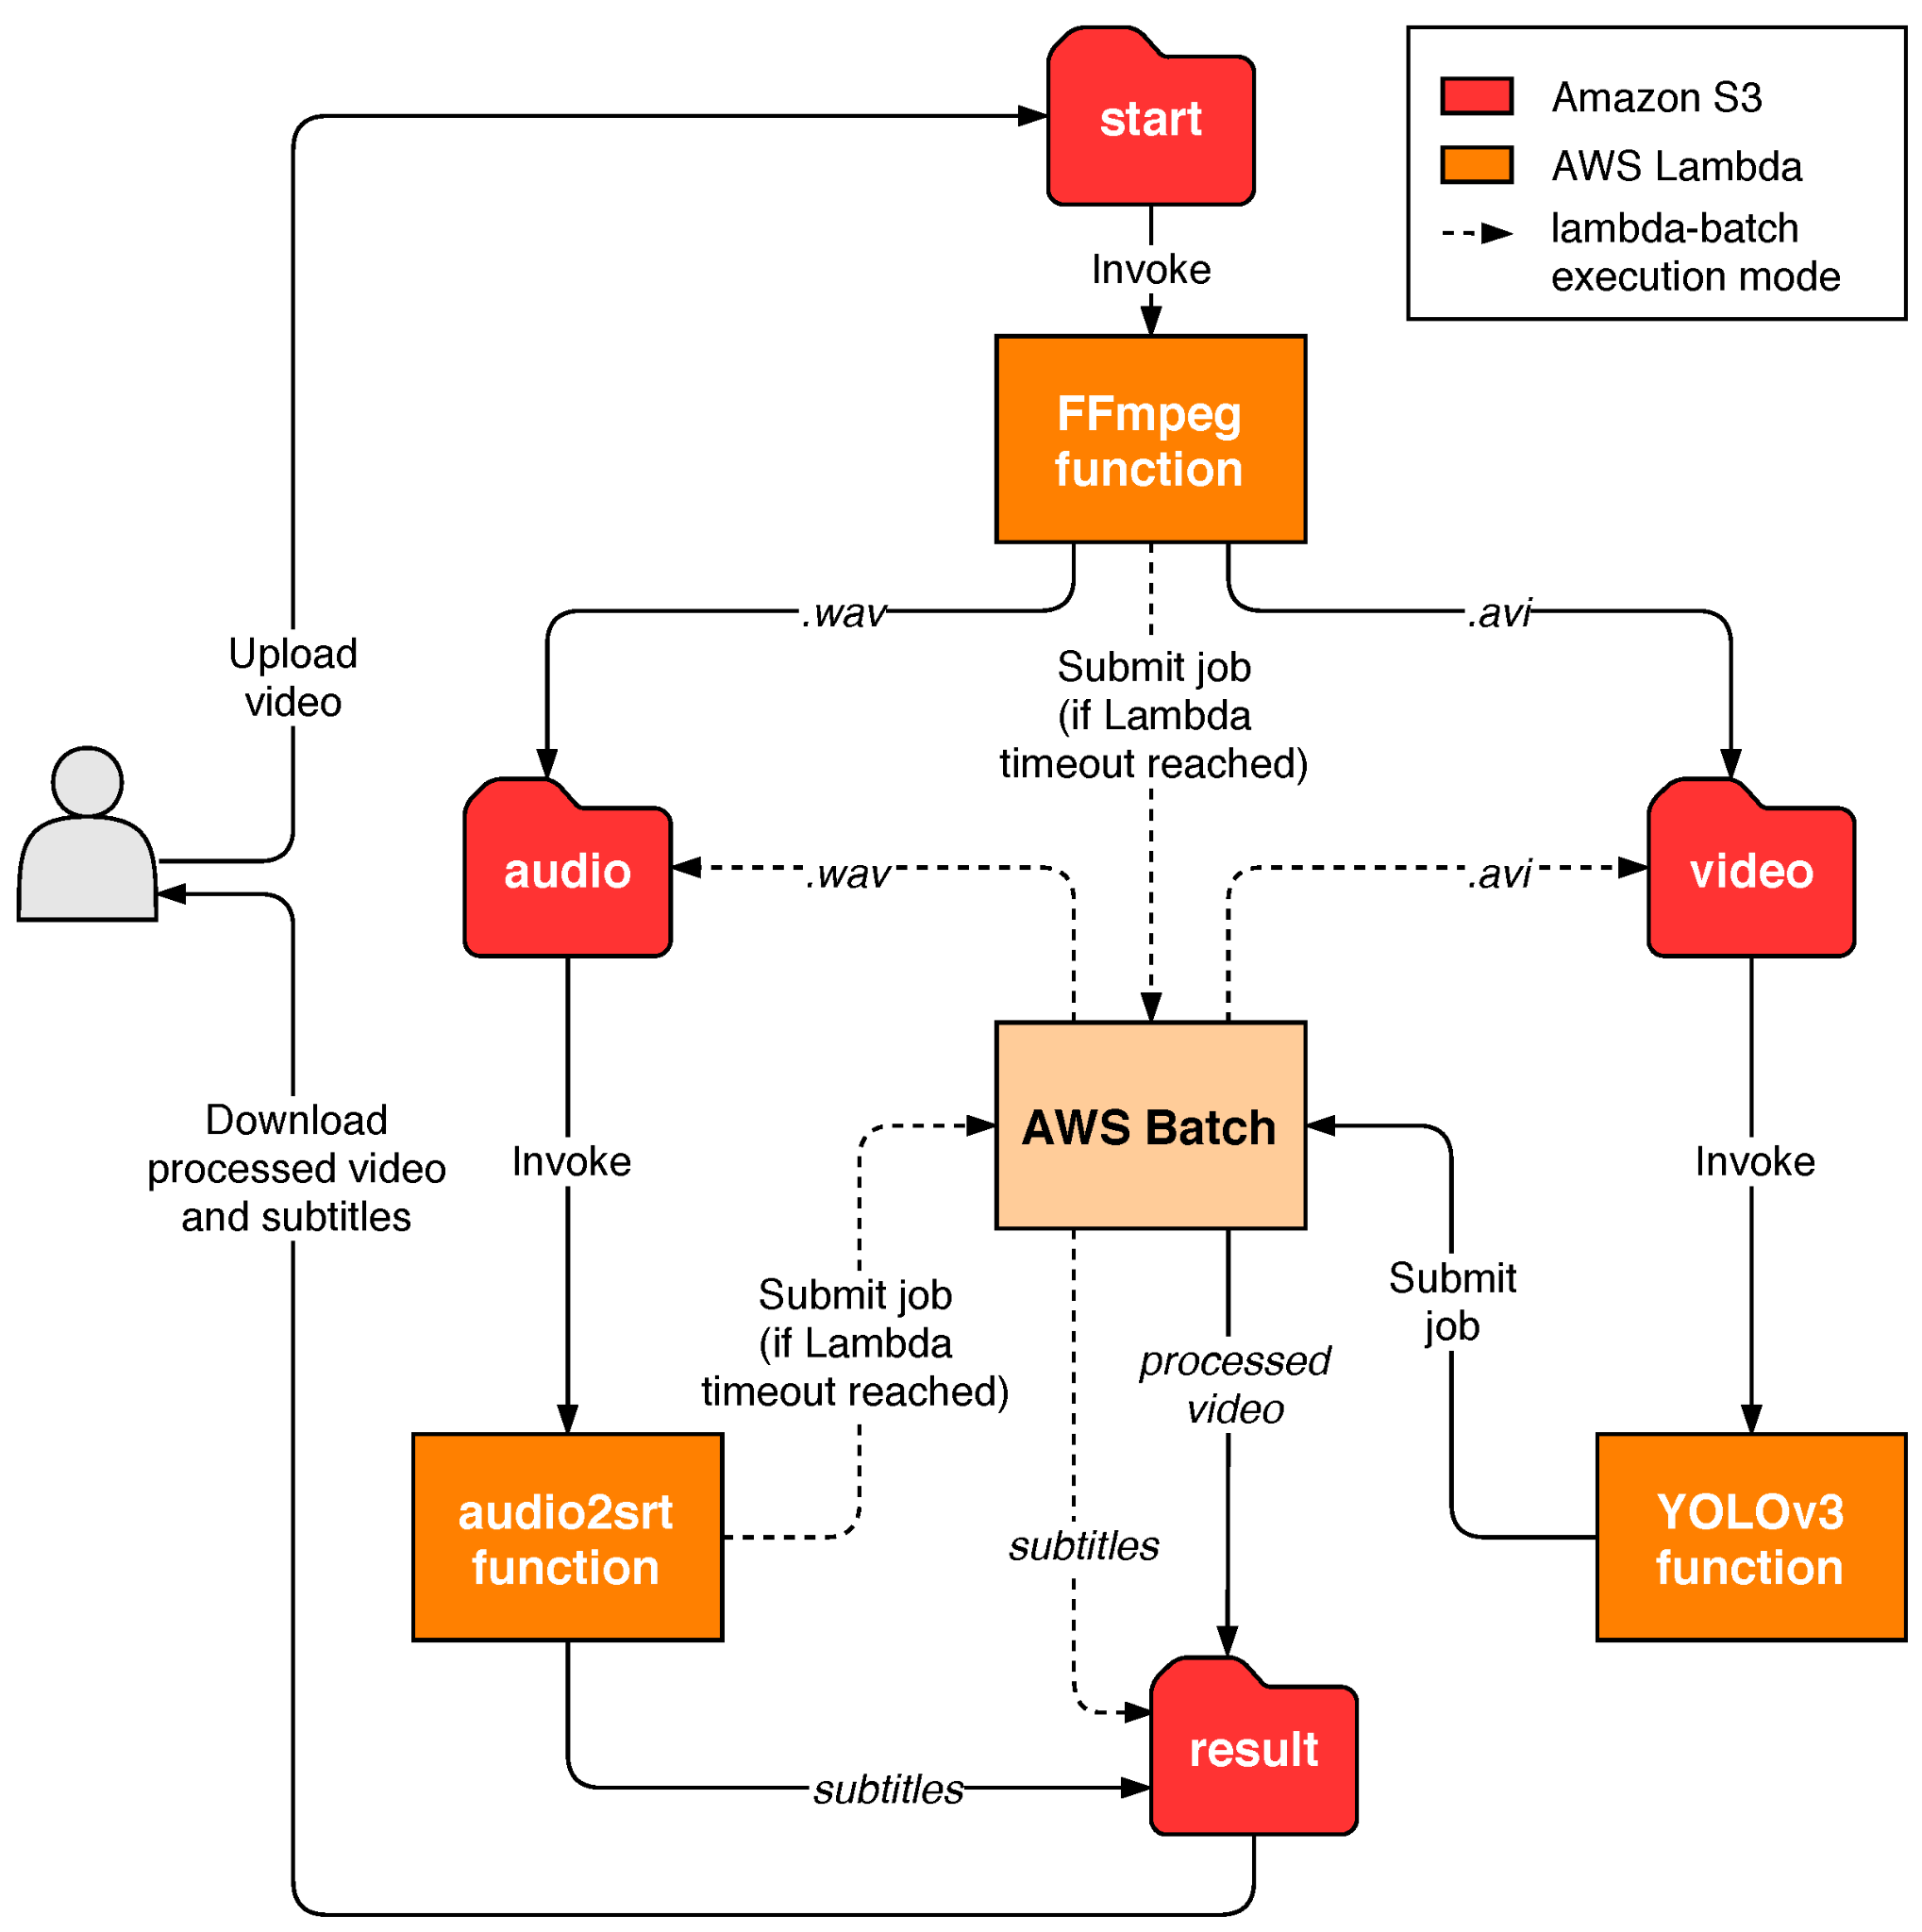 start
Amazon S3
AWS Lambda
lambda-batch
execution mode
Invoke
FFmpeg
function
.wav
.avi
Upload
video
Submit job
(if Lambda
timeout reached)
audio
.wav
.avi
video
Download
processed video
and subtitles
Invoke
AWS Batch
Invoke
Submit job
(if Lambda
timeout reached)
processed
video
Submit
job
audio2srt
function
subtitles
YOLOv3
function
result
subtitles